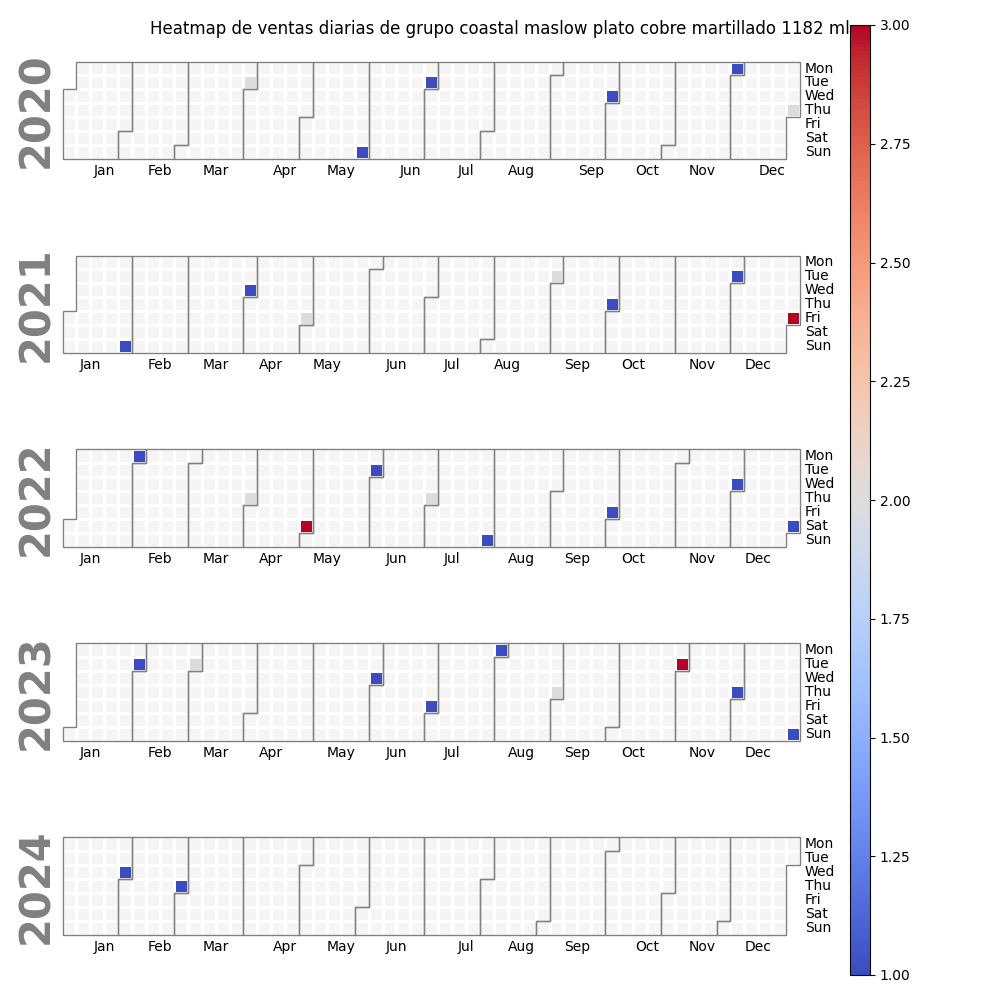 Heatmap de ventas diarias de grupo coastal maslow plato cobre martillado 1182 ml
3.00
2.75
2.50
2.25
2.00
1.75
1.50
1.25
1.00
2020
Mon
Tue
Wed
Thu
Fri
Sat
Sun
Jan Feb Mar Apr May Jun Jul Aug Sep Oct Nov Dec
2021
Mon
Tue
Wed
Thu
Fri
Sat
Sun
Jan Feb Mar Apr May Jun Jul Aug Sep Oct Nov Dec
2022
Mon
Tue
Wed
Thu
Fri
Sat
Sun
Jan Feb Mar Apr May Jun Jul Aug Sep Oct Nov Dec
2023
Mon
Tue
Wed
Thu
Fri
Sat
Sun
Jan Feb Mar Apr May Jun Jul Aug Sep Oct Nov Dec
2024
Mon
Tue
Wed
Thu
Fri
Sat
Sun
Jan Feb Mar Apr May Jun Jul Aug Sep Oct Nov Dec